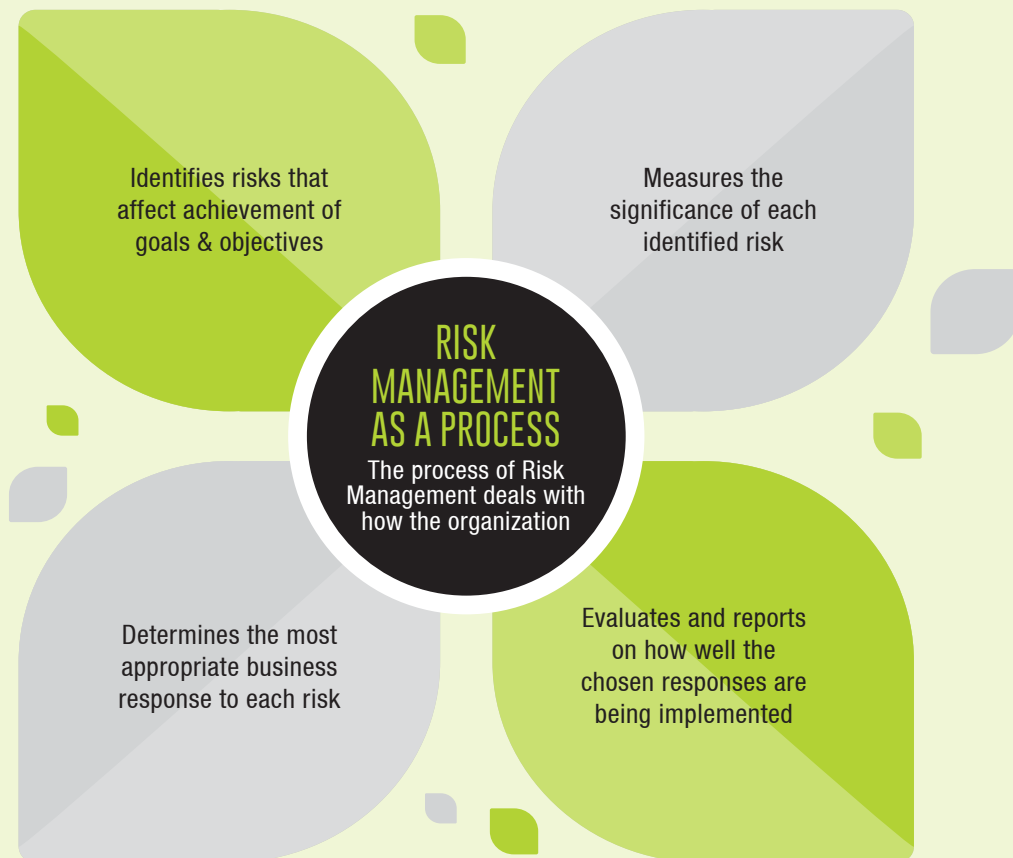 Identifies risks that
affect achievement of
goals & objectives
Measures the
significance of each
identified risk
RISK
MANAGEMENT
AS A PROCESS
The process of Risk
Management deals with
how the organization
Determines the most
appropriate business
response to each risk
Evaluates and reports
on how well the
chosen responses are
being implemented